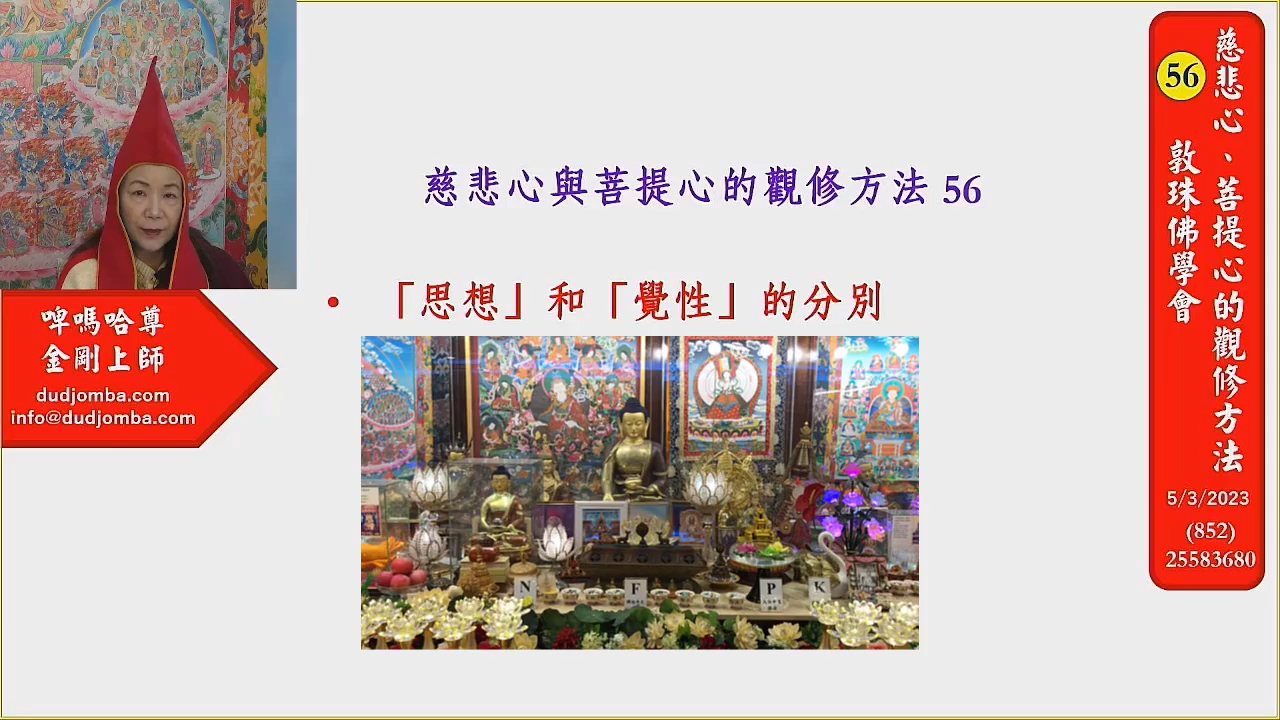 慈悲心與菩提心的觀修方法 56
• 「思想」和「覺性」的分別
啤嗎哈尊
金剛上師
dudjomba.com
info@dudjomba.com
N
F
P
K
慈悲心、菩提心的觀修方法
56
敦珠佛學會
5/3/2023
(852)
25583680